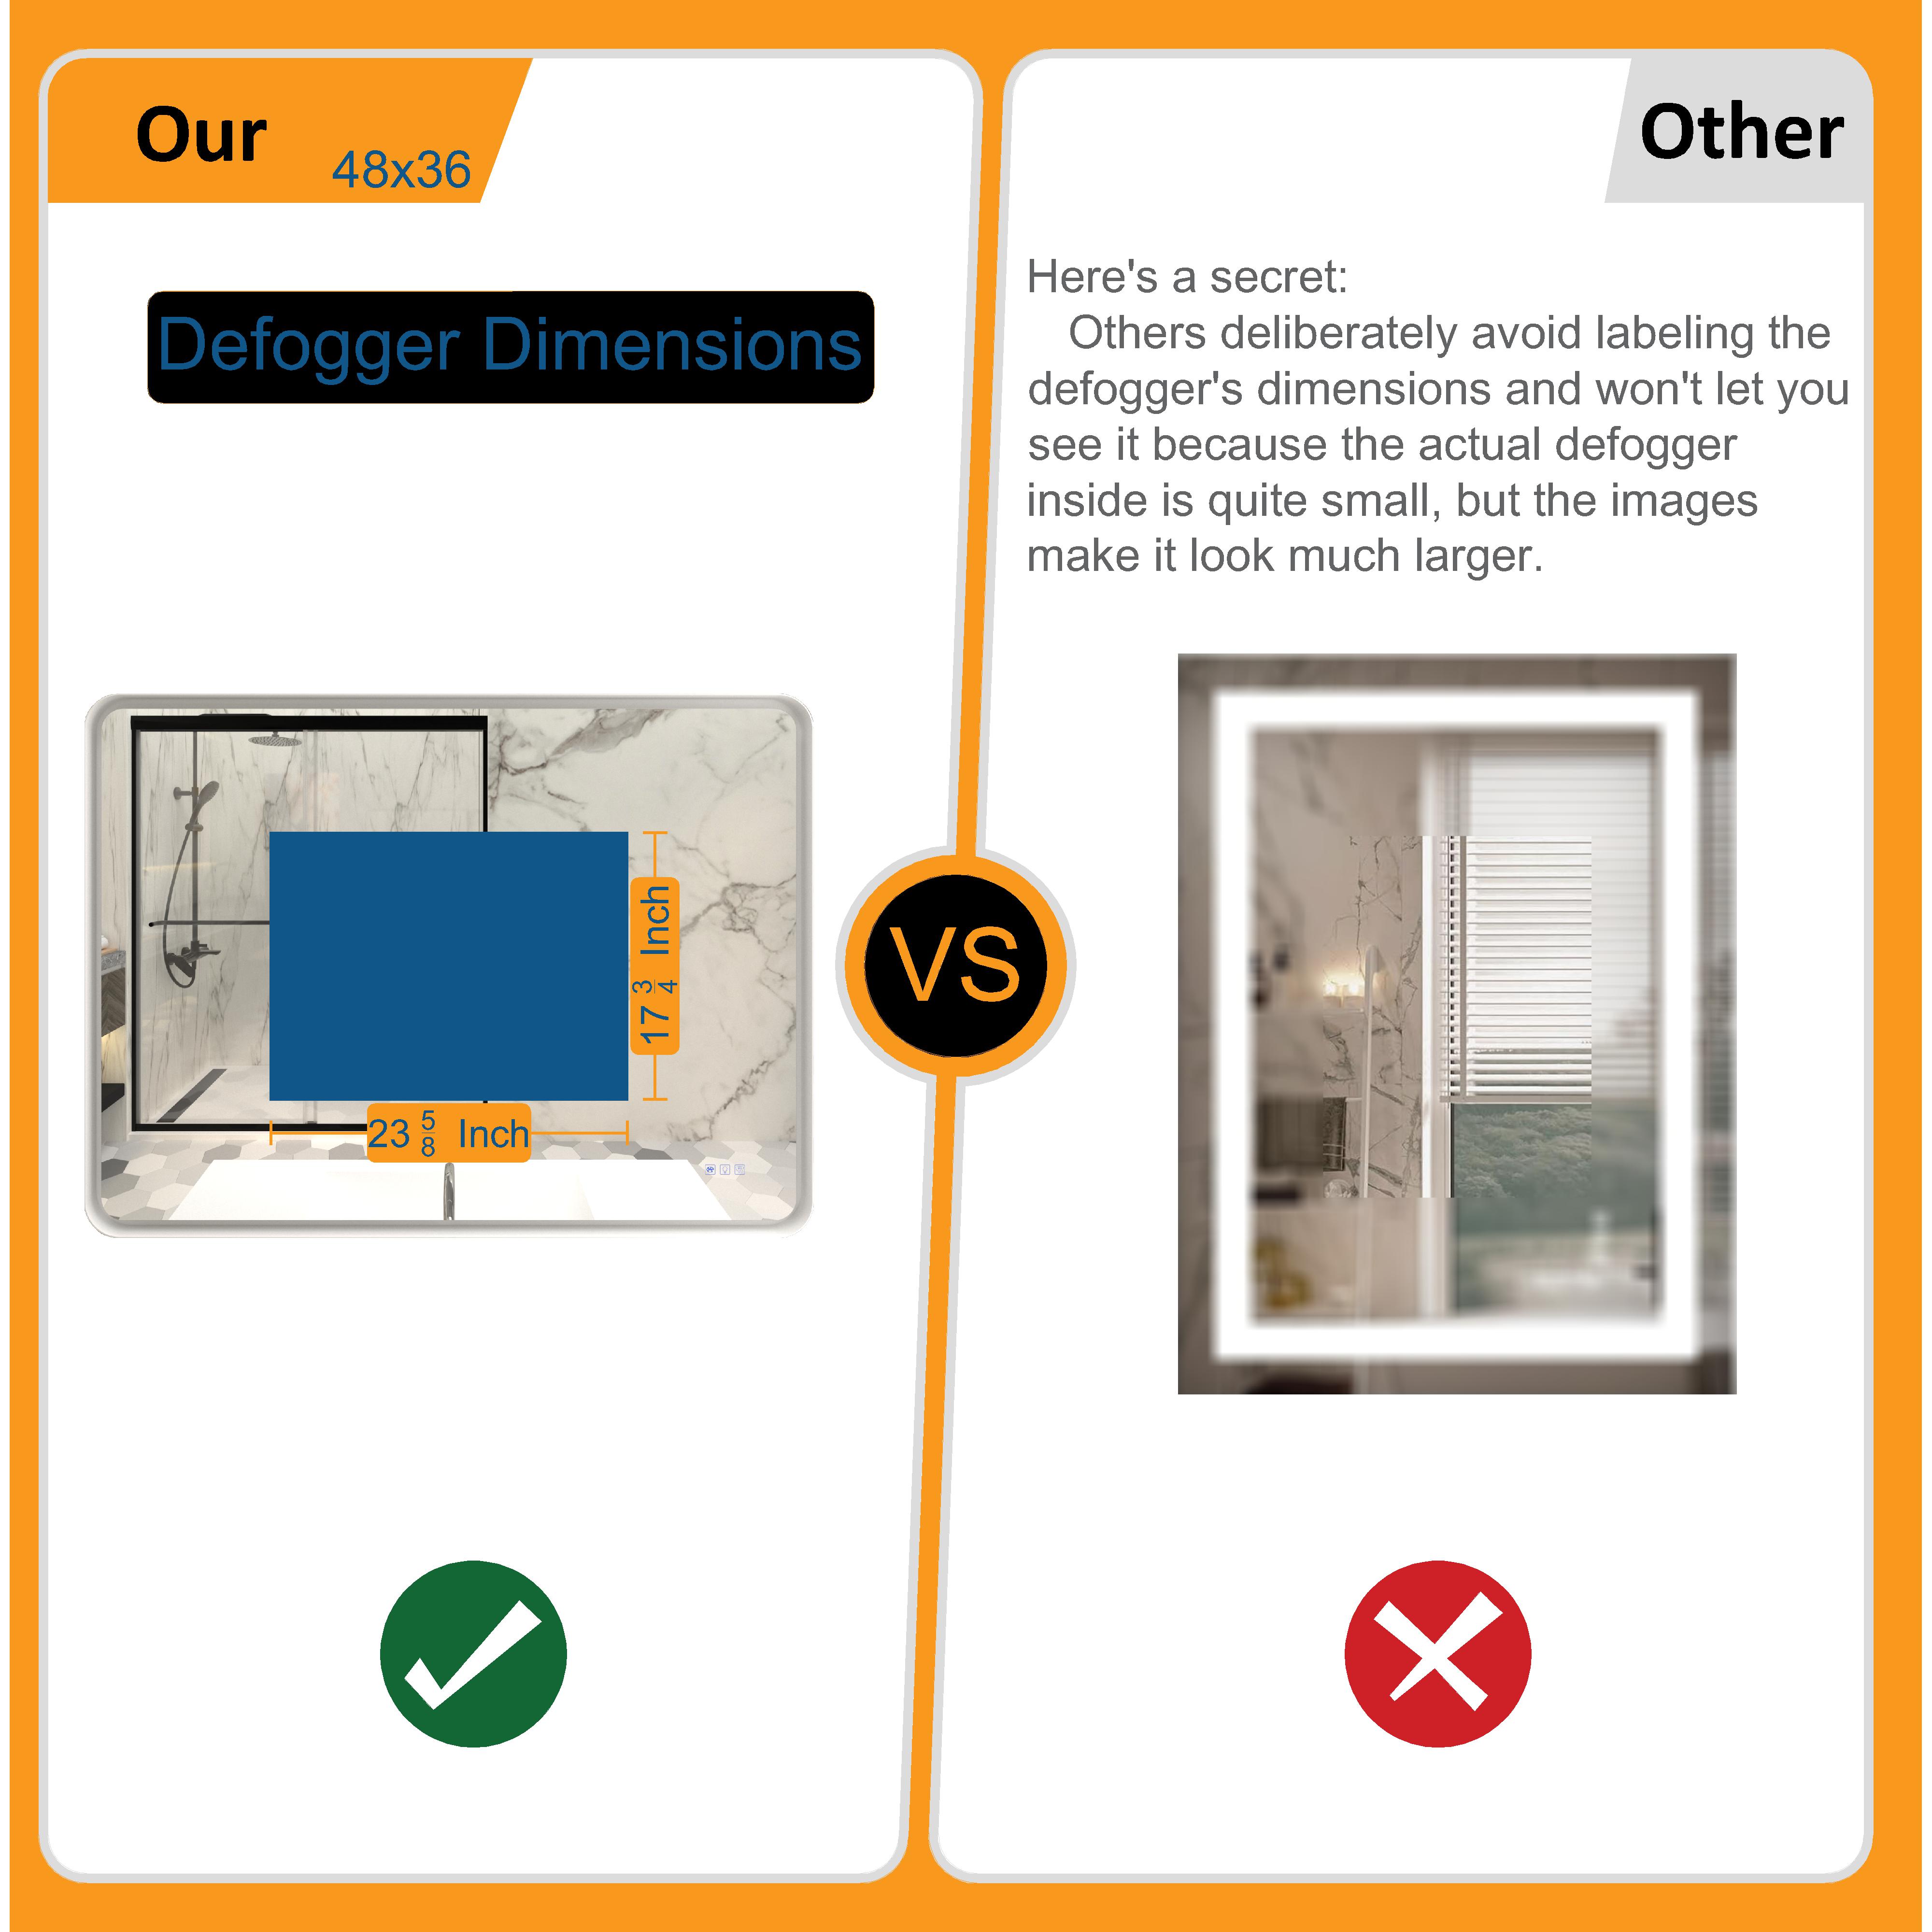 Our
48x36
Other
Defogger Dimensions
Here's a secret:
Others deliberately avoid labeling the
defogger's dimensions and won't let you
see it because the actual defogger
inside is quite small, but the images
make it look much larger.
17 3/4 Inch
23 5/8 Inch
VS